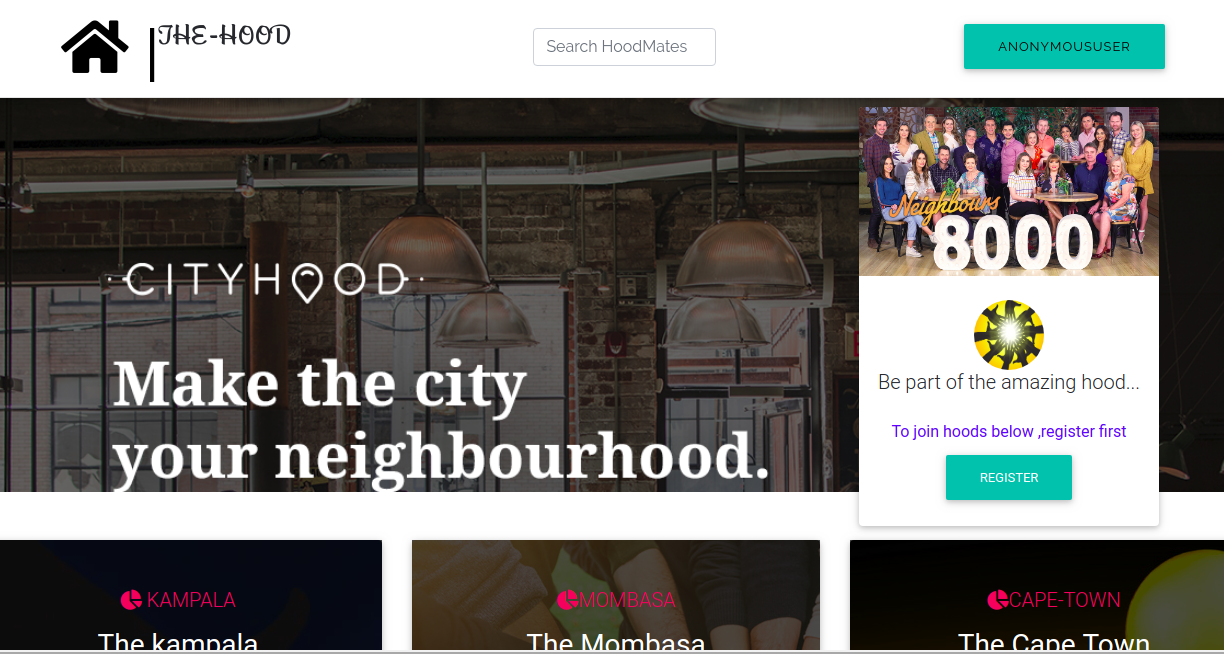 THE-HOOD
Search HoodMates
ANONYMOUSUSER
Neighbours
8000
CITYHOOD
Make the city
your neighbourhood.
Be part of the amazing hood...
To join hoods below ,register first
REGISTER
KAMPALA
The kampala
MOMBASA
The Mombasa
CAPE-TOWN
The Cape Town